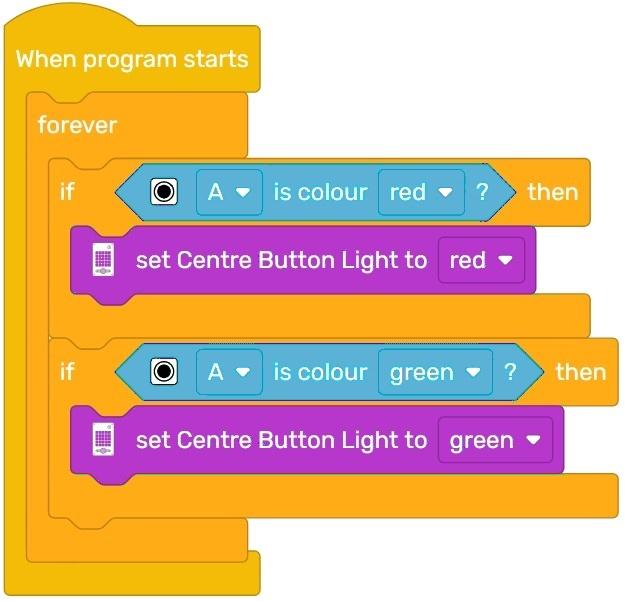 When program starts
forever
if A is colour red ? then
set Centre Button Light to red
if A is colour green ? then
set Centre Button Light to green